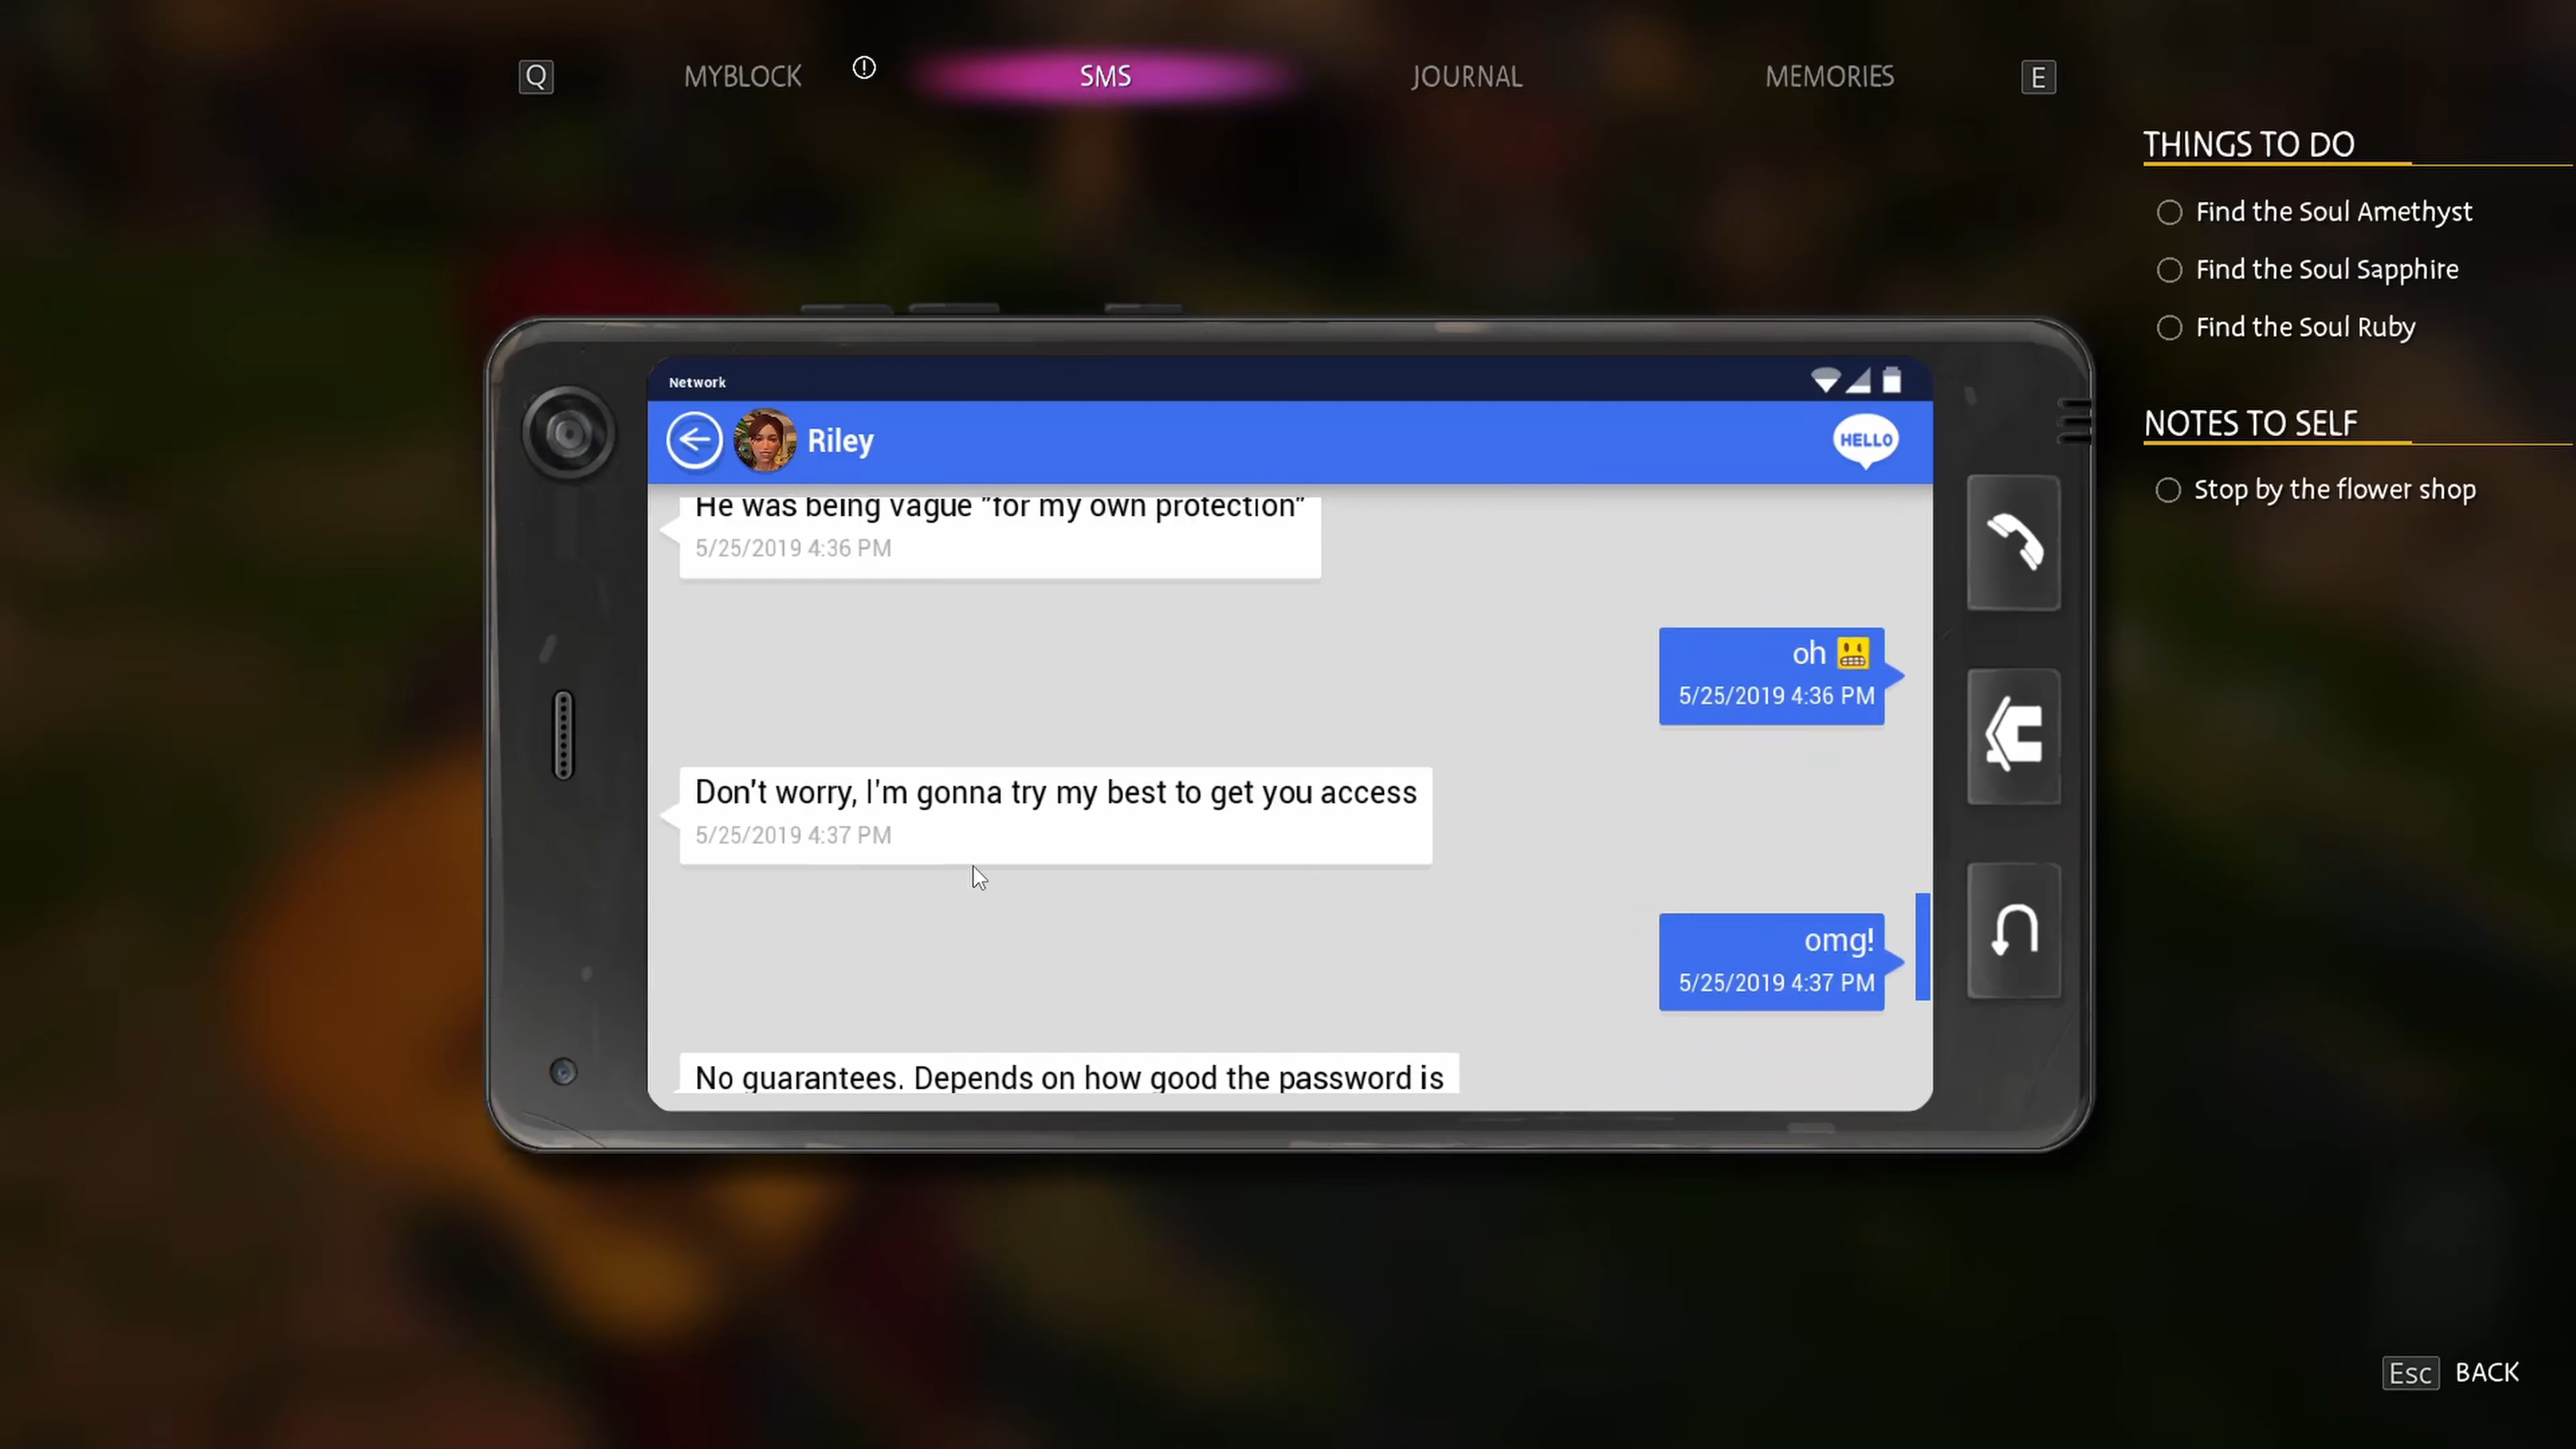 Q
MYBLOCK
SMS
JOURNAL
MEMORIES
E
THINGS TO DO
Find the Soul Amethyst
Find the Soul Sapphire
Find the Soul Ruby
NOTES TO SELF
Stop by the flower shop
Network
Riley
HELLO
He was being vague "for my own protection"
5/25/2019 4:36 PM
oh
5/25/2019 4:36 PM
Don't worry, I'm gonna try my best to get you access
5/25/2019 4:37 PM
omg!
5/25/2019 4:37 PM
No guarantees. Depends on how good the password is
Esc BACK